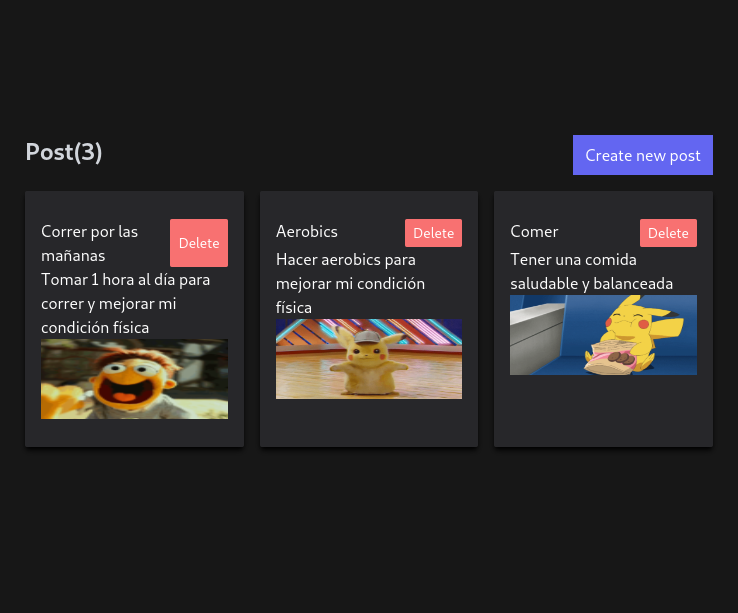 Post(3)
Create new post
Correr por las
mañanas
Delete
Tomar 1 hora al día para
correr y mejorar mi
condición física
Aerobics
Delete
Hacer aerobics para
mejorar mi condición
física
Comer
Delete
Tener una comida
saludable y balanceada